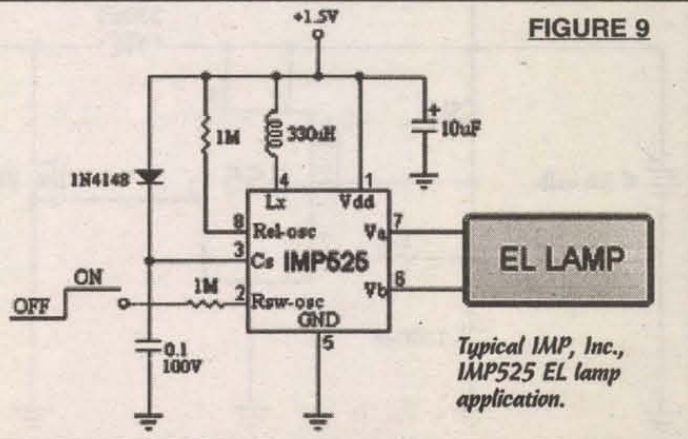 +1.5V
FIGURE 9
1M
330uH
10uF
+
1N4148
4
1
Lx
Vdd
8
Rel-osc
Va
7
3
Cs
IMP525
EL LAMP
ON
OFF
1M
2
Rsw-osc
Vb
6
GND
5
0.1
100V
Typical IMP, Inc.,
IMP525 EL lamp
application.